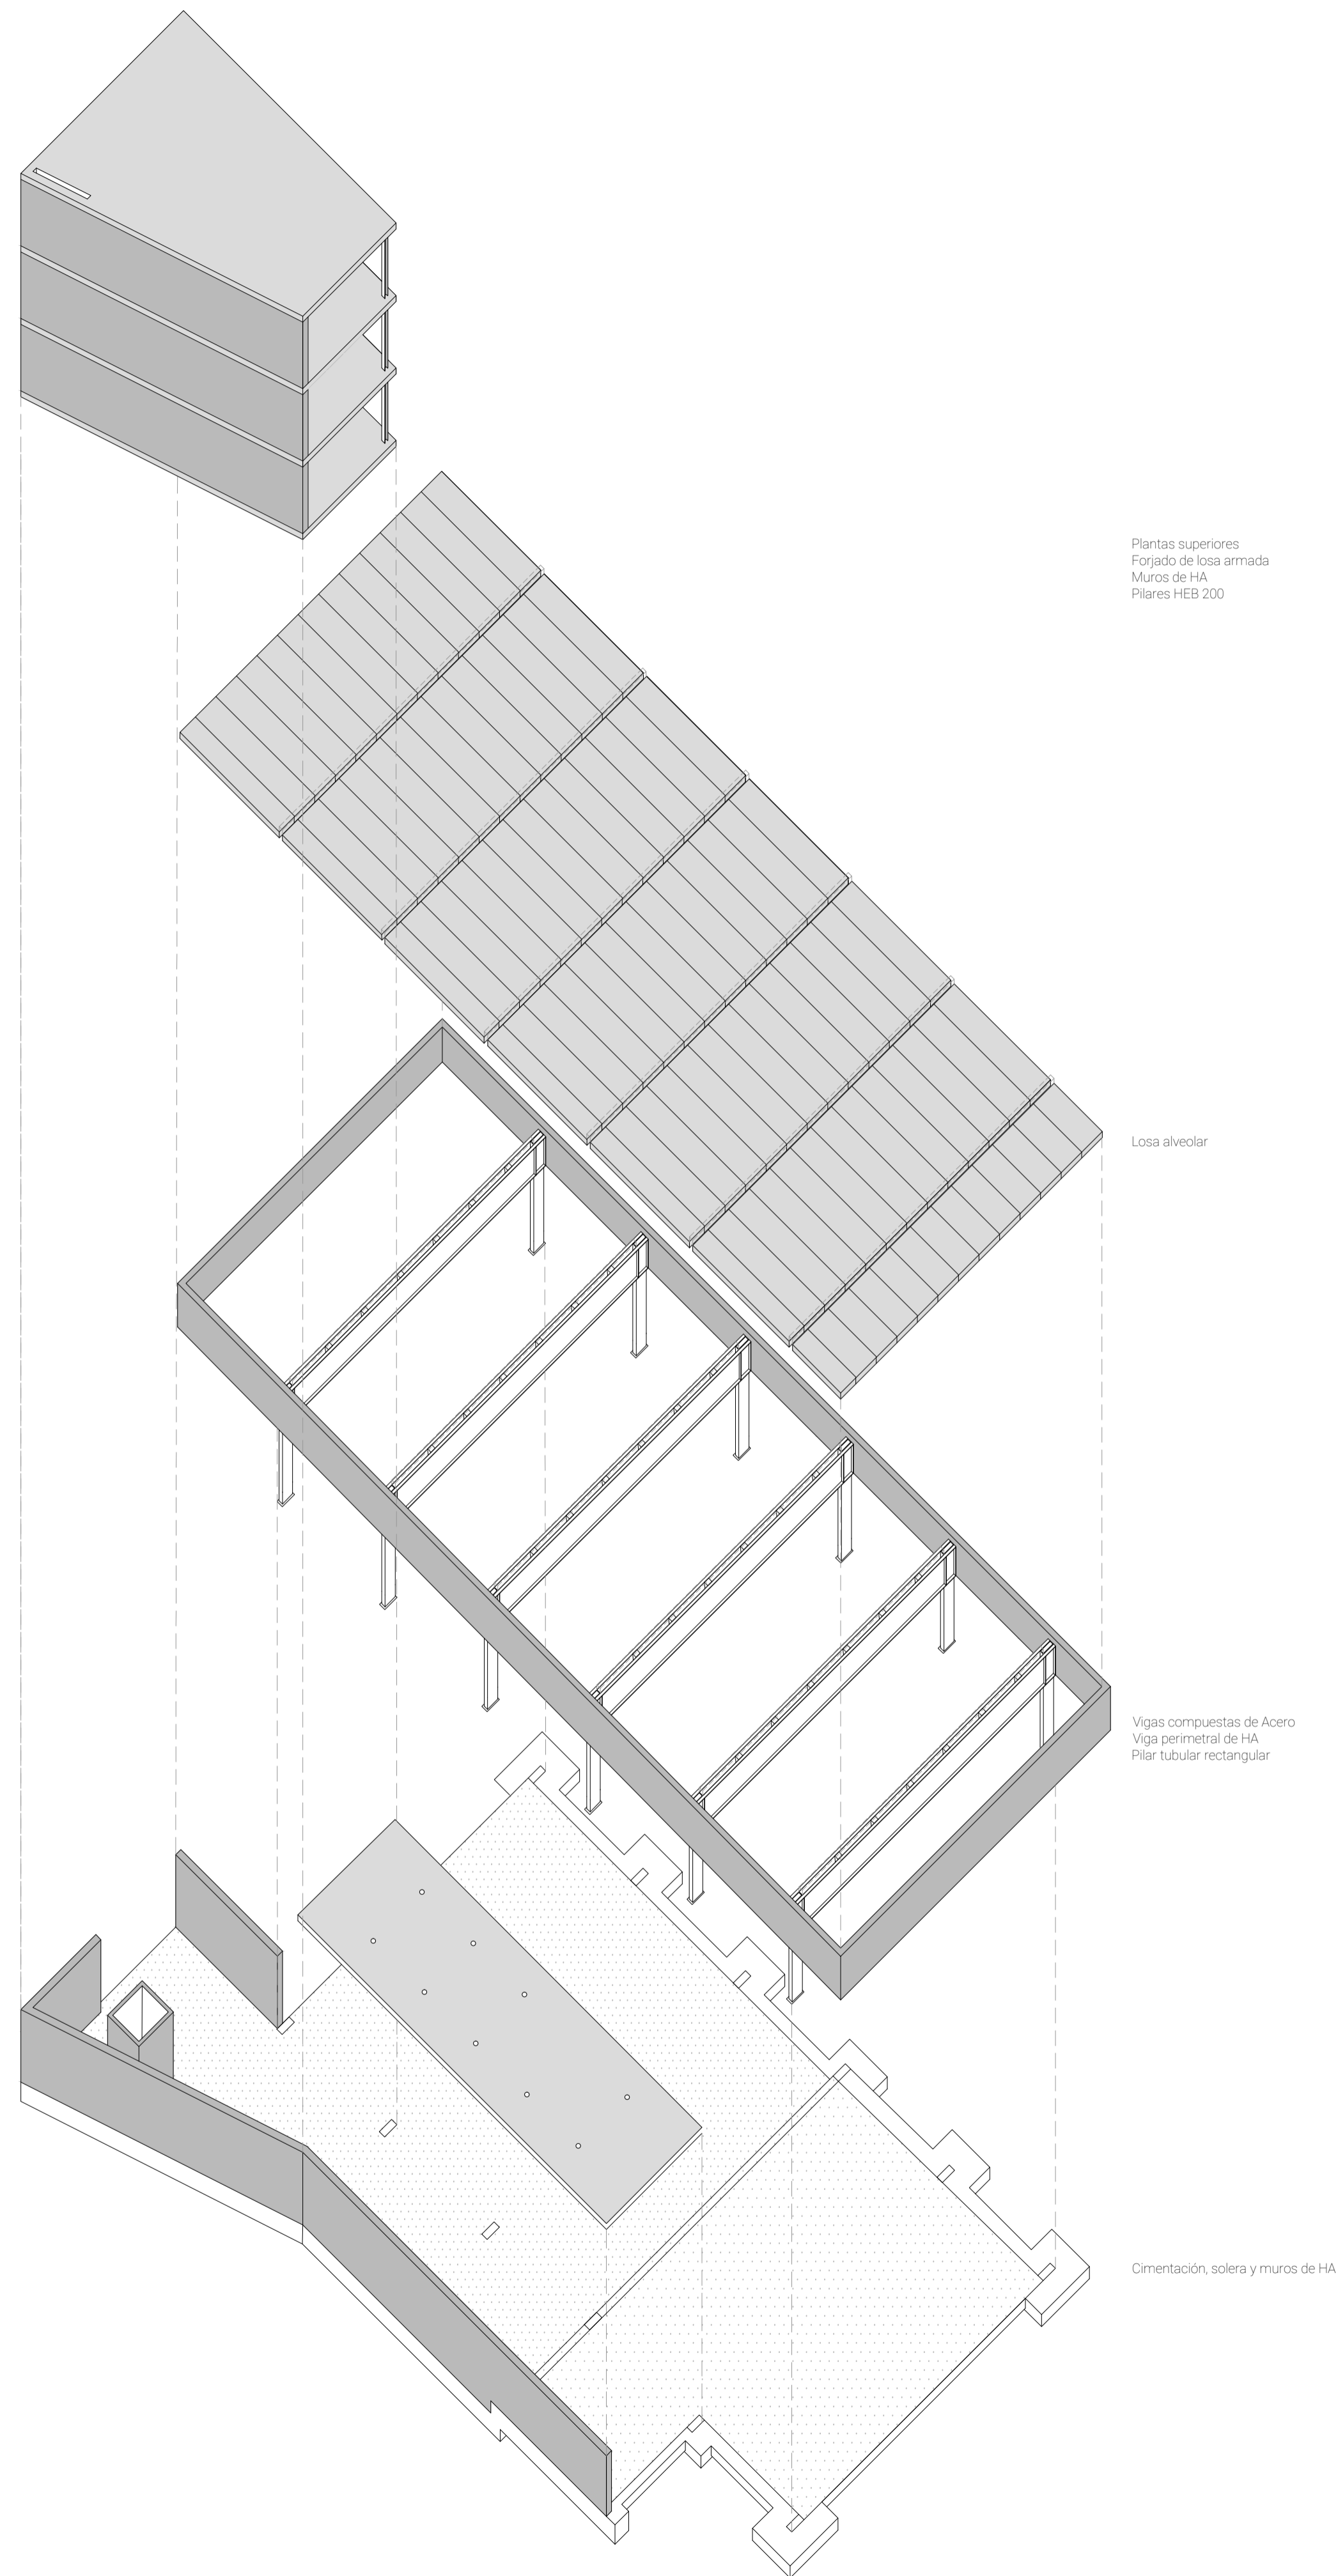 Plantas superiores
Forjado de losa armada
Muros de HA
Pilares HEB 200
Losa alveolar
Vigas compuestas de Acero
Viga perimetral de HA
Pilar tubular rectangular
Cimentación, solera y muros de HA